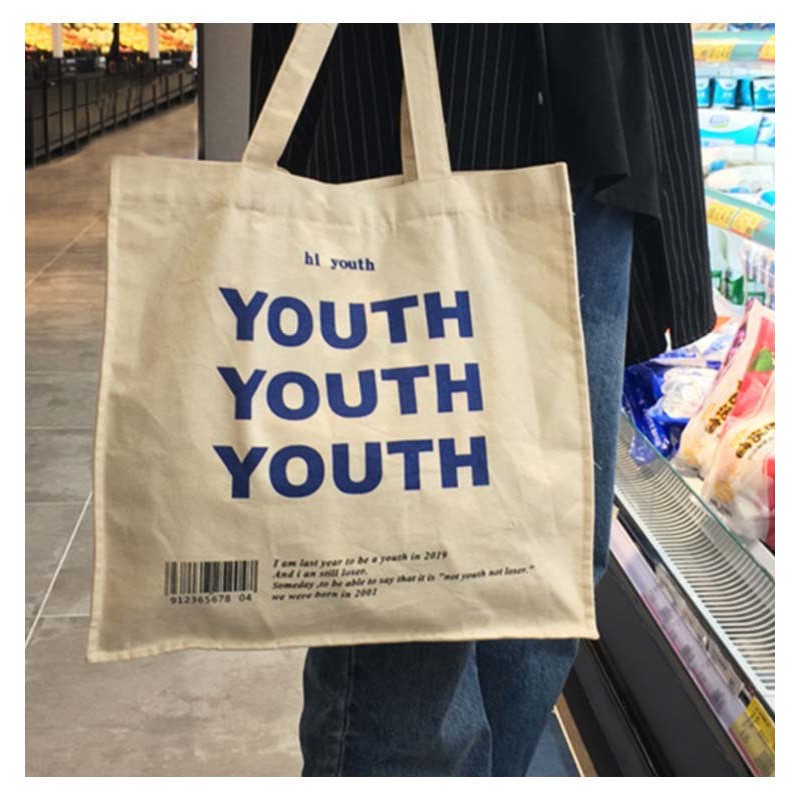 hI youth
YOUTH
YOUTH
YOUTH
I am last year to be a youth in 2019
And i an still loser.
Someday ,to be able to say that it is "not youth not loser."
we were born in 2001
912365678 04